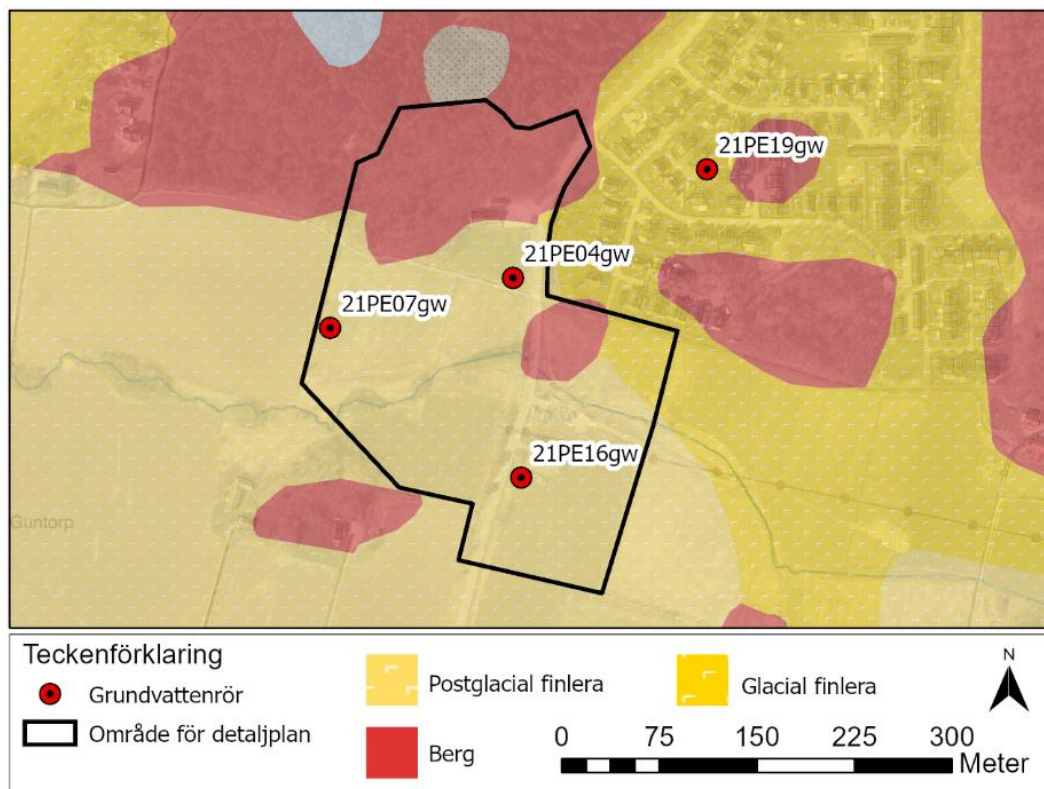 21PE19gw
21PE04gw
21PE07gw
21PE16gw
Guntorp
Teckenförklaring
Grundvattenrör
Område för detaljplan
Postglacial finlera
Berg
Glacial finlera
N
0 75 150 225 300
Meter